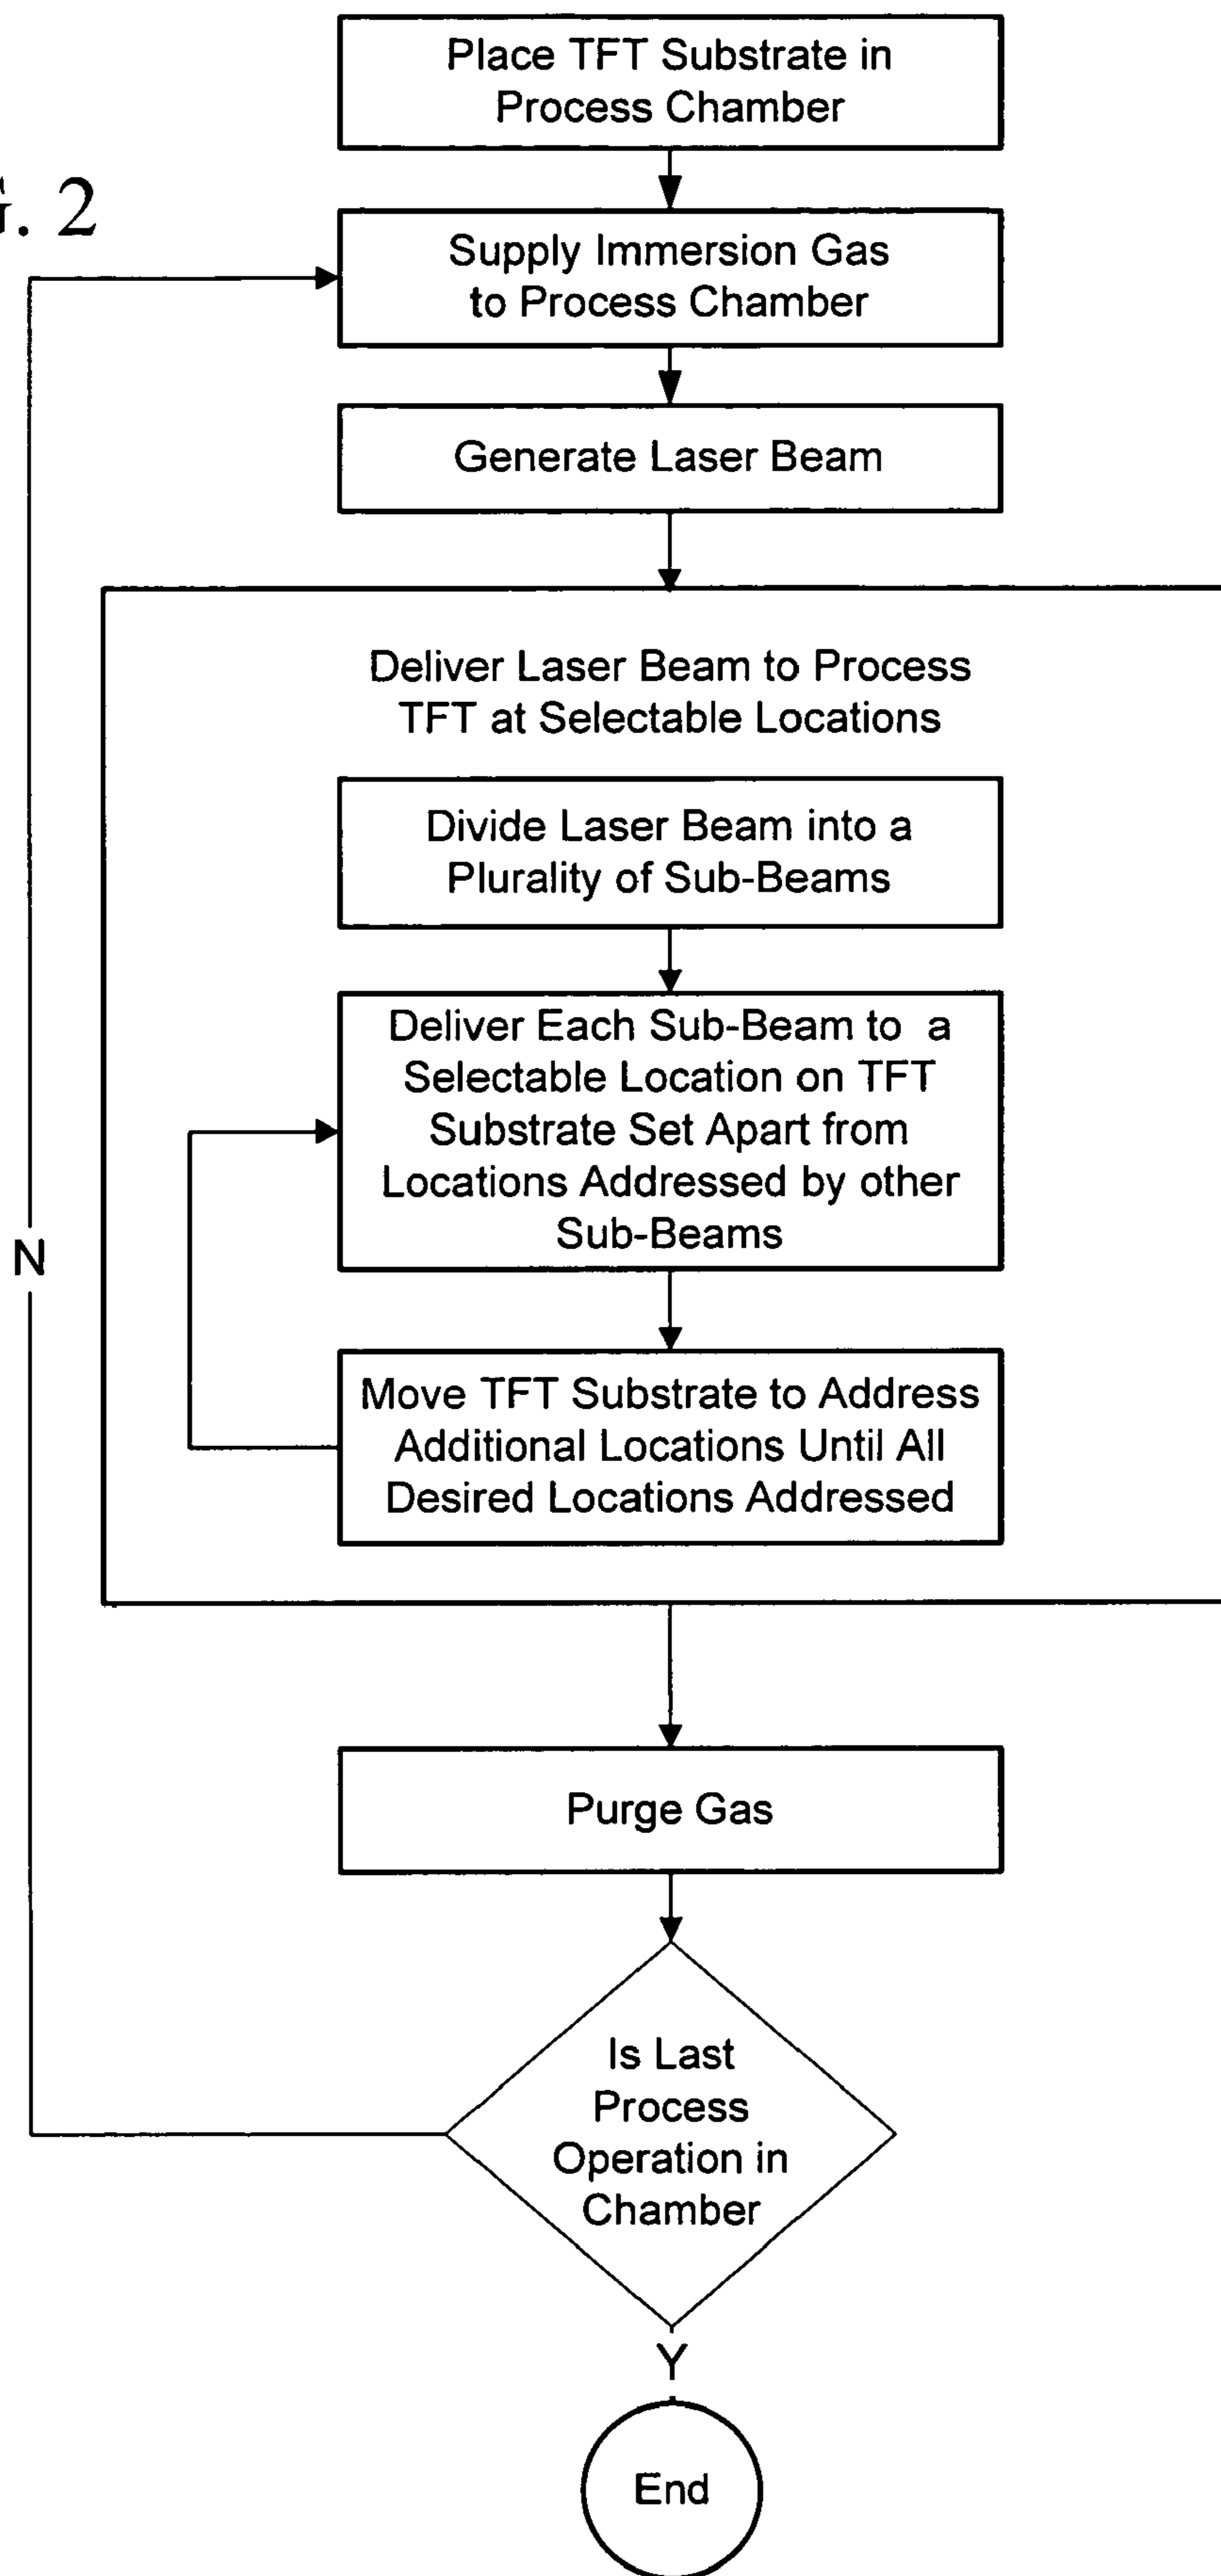 Place TFT Substrate in
Process Chamber
G. 2
Supply Immersion Gas
to Process Chamber
Generate Laser Beam
Deliver Laser Beam to Process
TFT at Selectable Locations
Divide Laser Beam into a
Plurality of Sub-Beams
Deliver Each Sub-Beam to a
Selectable Location on TFT
Substrate Set Apart from
Locations Addressed by other
Sub-Beams
N
Move TFT Substrate to Address
Additional Locations Until All
Desired Locations Addressed
Purge Gas
Is Last
Process
Operation in
Chamber
Y
End